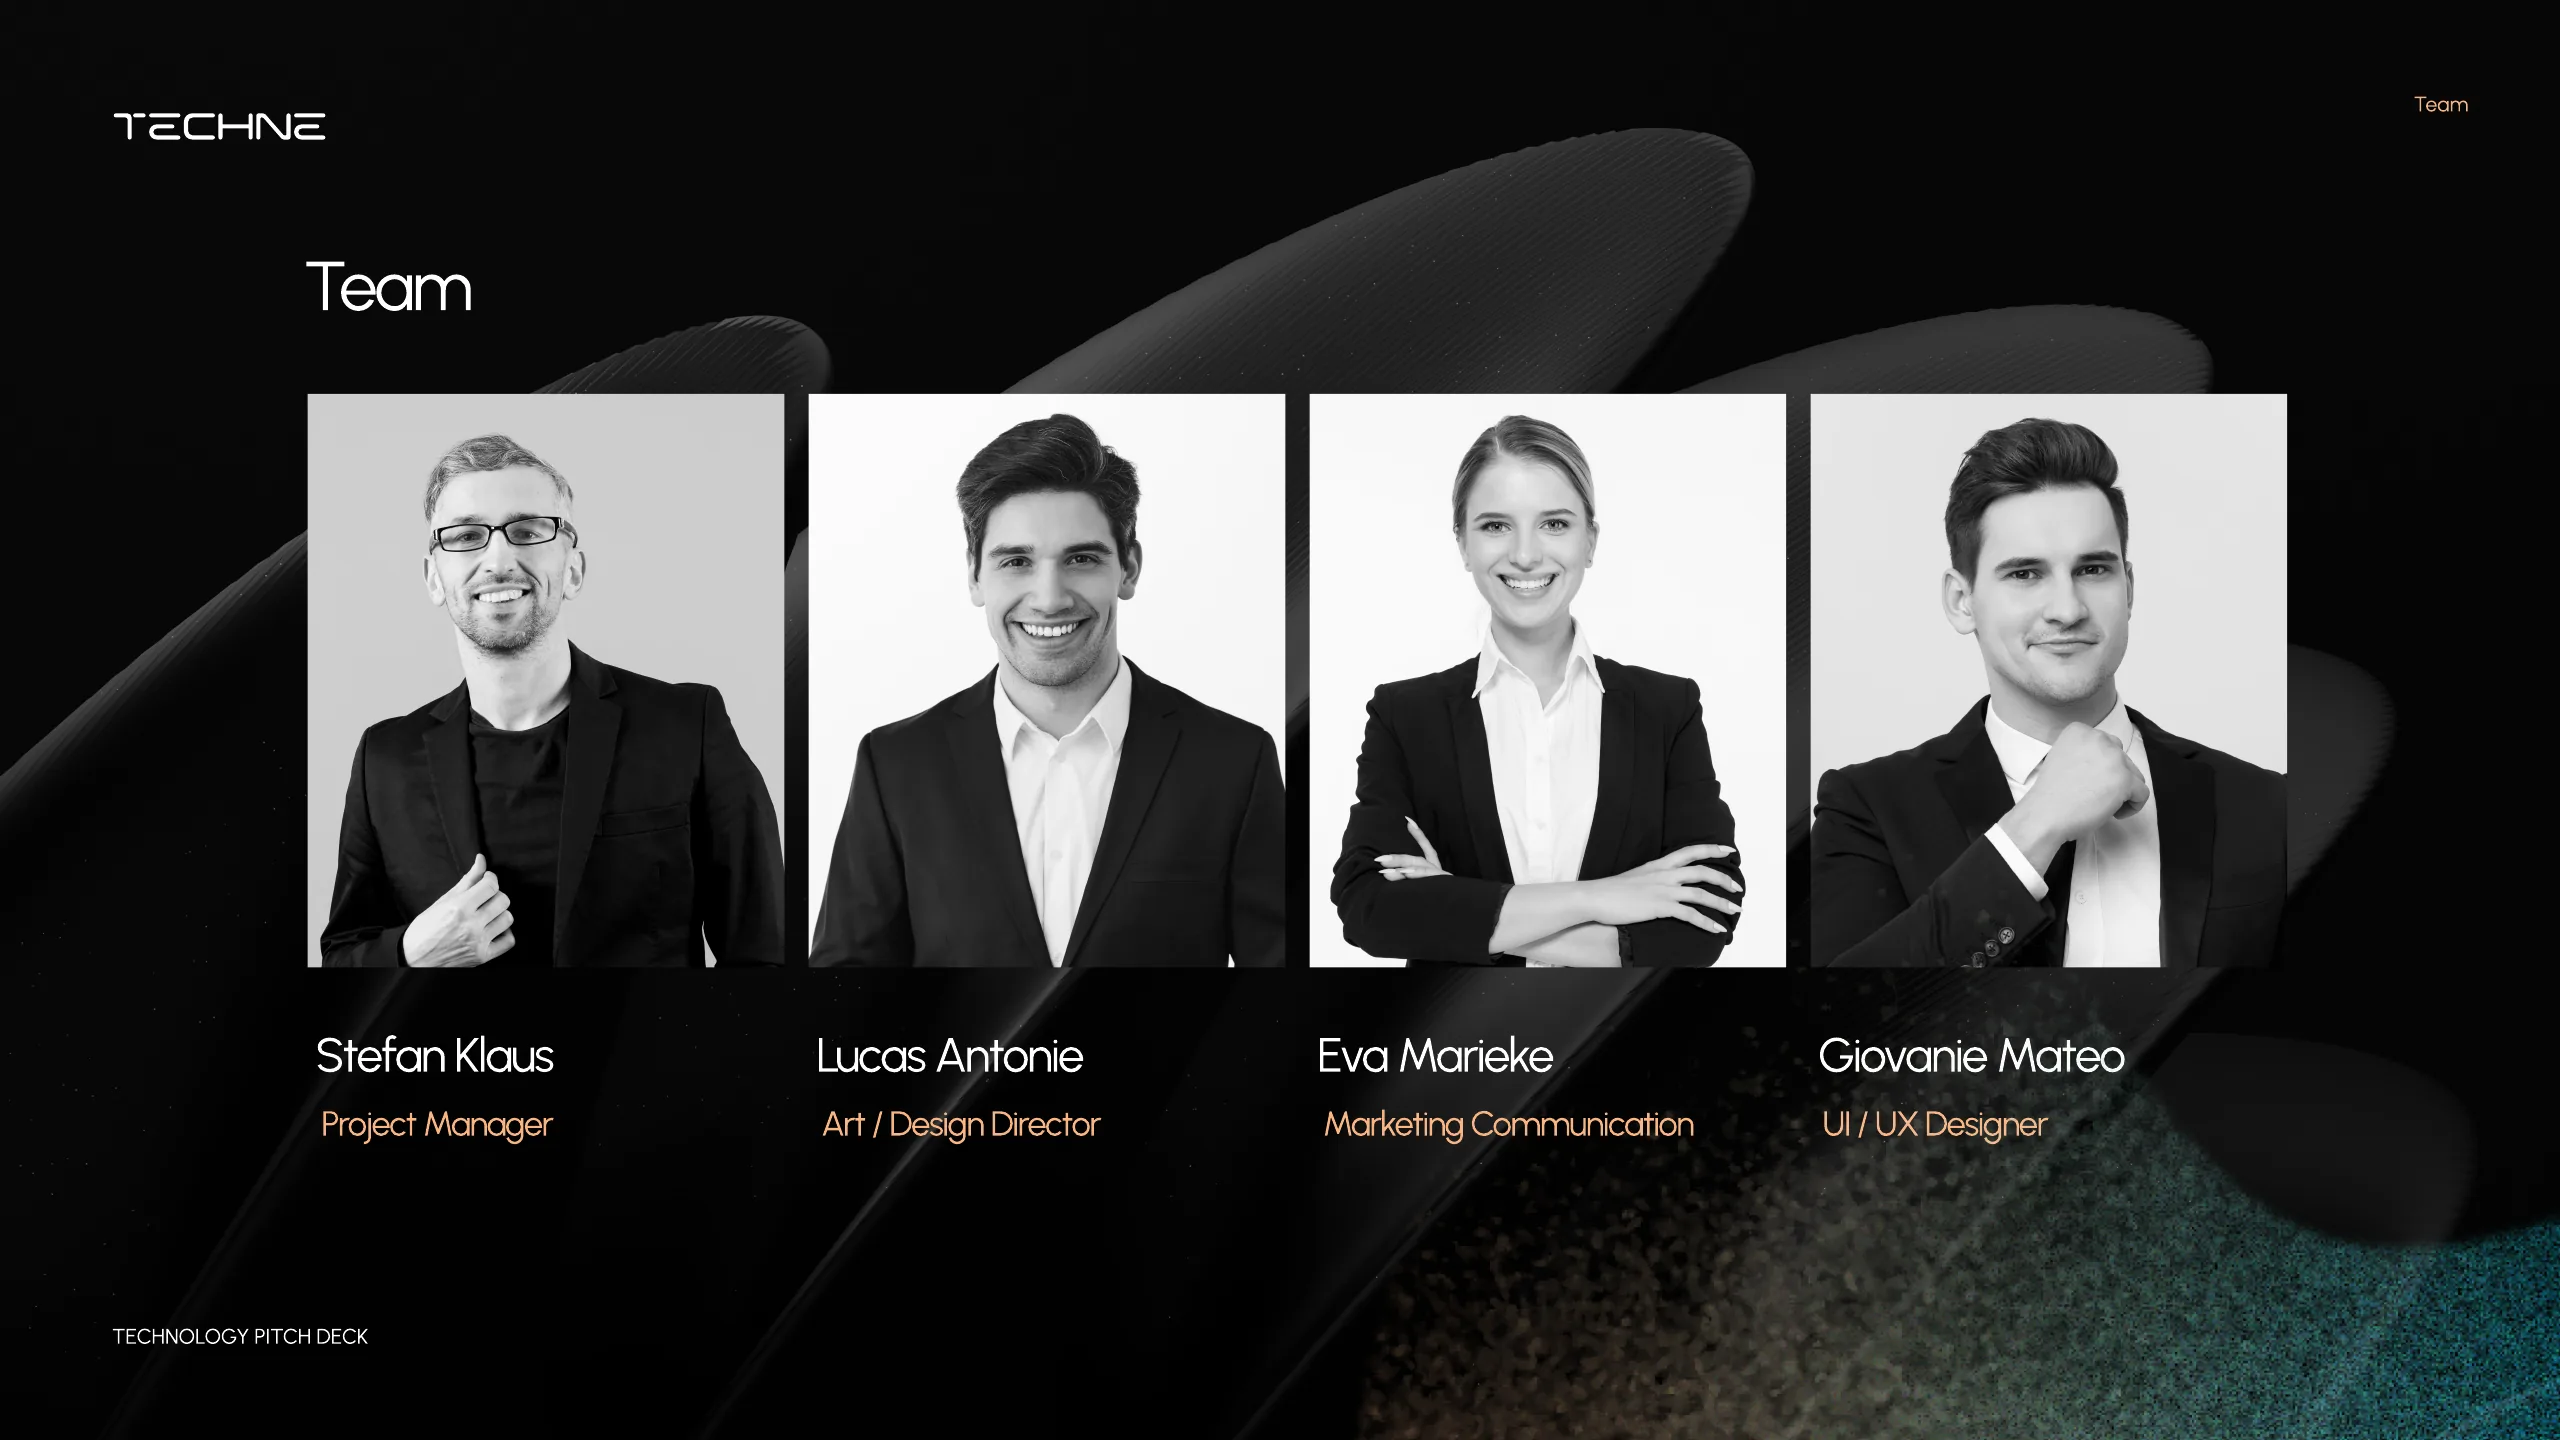 TECHNE
Team
Team
Stefan Klaus
Project Manager
Lucas Antonie
Art / Design Director
Eva Marieke
Marketing Communication
Giovanie Mateo
UI / UX Designer
TECHNOLOGY PITCH DECK